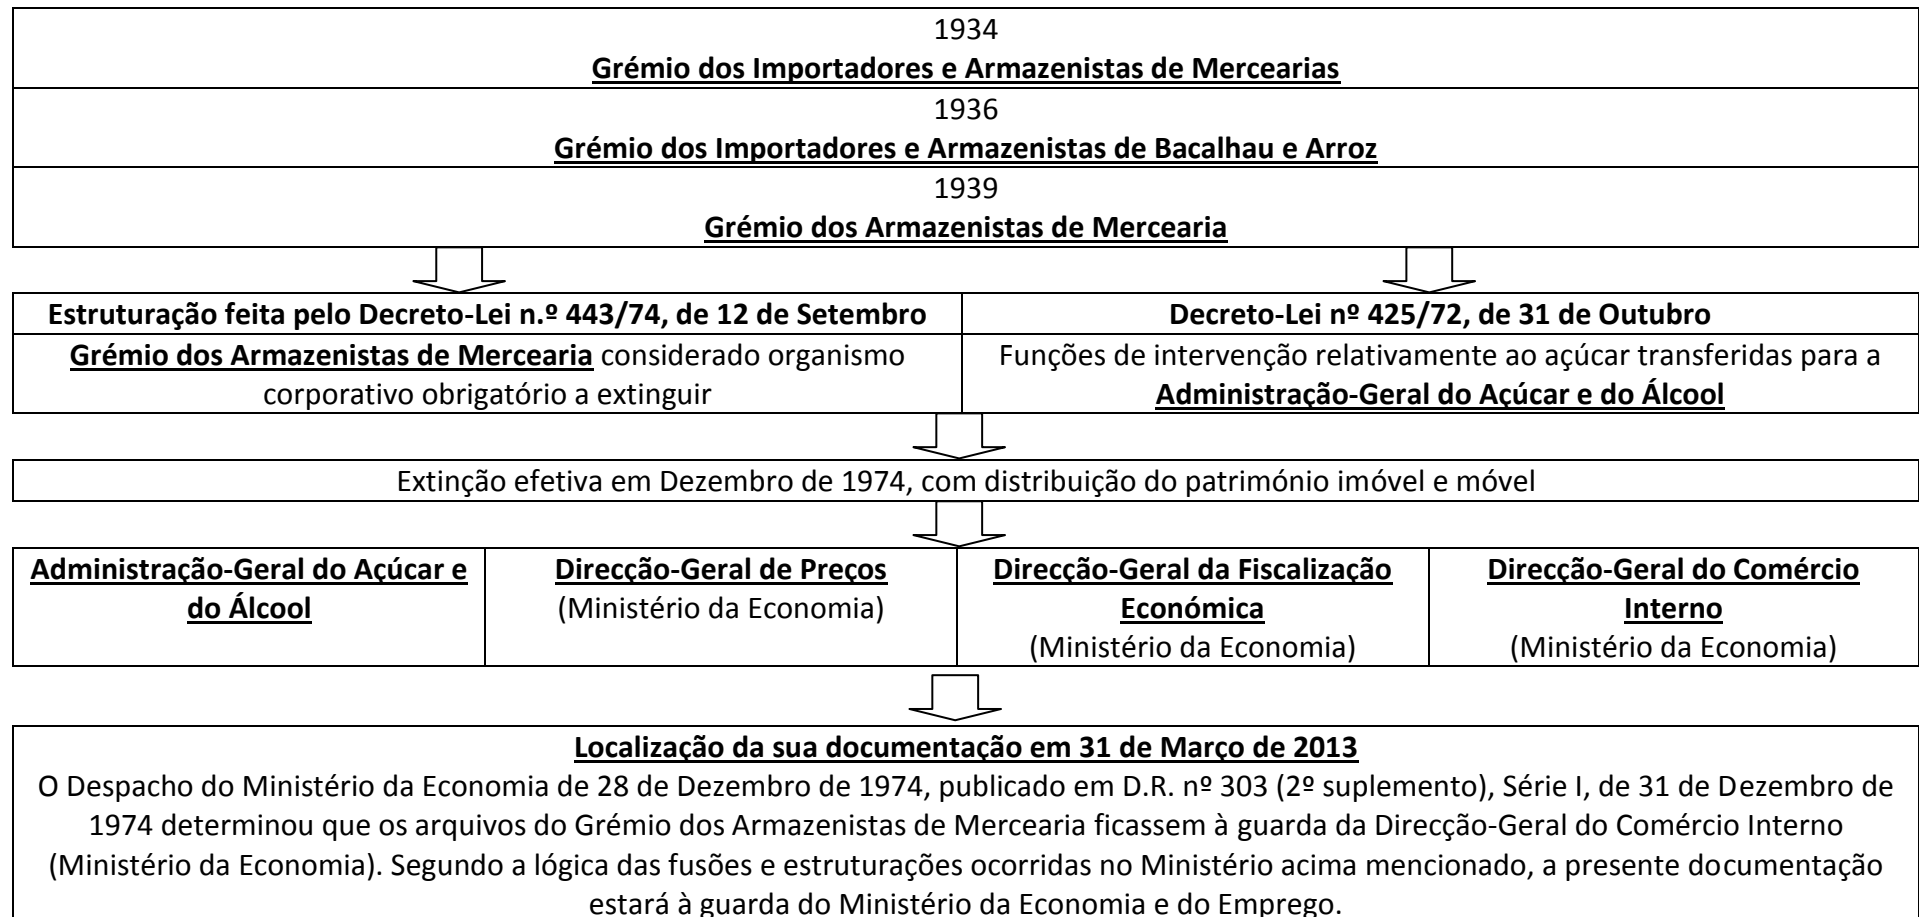 1934
Grémio dos Importadores e Armazenistas de Mercearias
1936
Grémio dos Importadores e Armazenistas de Bacalhau e Arroz
1939
Grémio dos Armazenistas de Mercearia
Estruturação feita pelo Decreto-Lei n.º 443/74, de 12 de Setembro
Grémio dos Armazenistas de Mercearia considerado organismo
corporativo obrigatório a extinguir
Decreto-Lei nº 425/72, de 31 de Outubro
Funções de intervenção relativamente ao açúcar transferidas para a
Administração-Geral do Açúcar e do Álcool
Extinção efetiva em Dezembro de 1974, com distribuição do património imóvel e móvel
Administração-Geral do Açúcar e
do Álcool
Direcção-Geral de Preços
(Ministério da Economia)
Direcção-Geral da Fiscalização
Económica
(Ministério da Economia)
Direcção-Geral do Comércio
Interno
(Ministério da Economia)
Localização da sua documentação em 31 de Março de 2013
O Despacho do Ministério da Economia de 28 de Dezembro de 1974, publicado em D.R. nº 303 (2º suplemento), Série I, de 31 de Dezembro de
1974 determinou que os arquivos do Grémio dos Armazenistas de Mercearia ficassem à guarda da Direcção-Geral do Comércio Interno
(Ministério da Economia). Segundo a lógica das fusões e estruturações ocorridas no Ministério acima mencionado, a presente documentação
estará à guarda do Ministério da Economia e do Emprego.